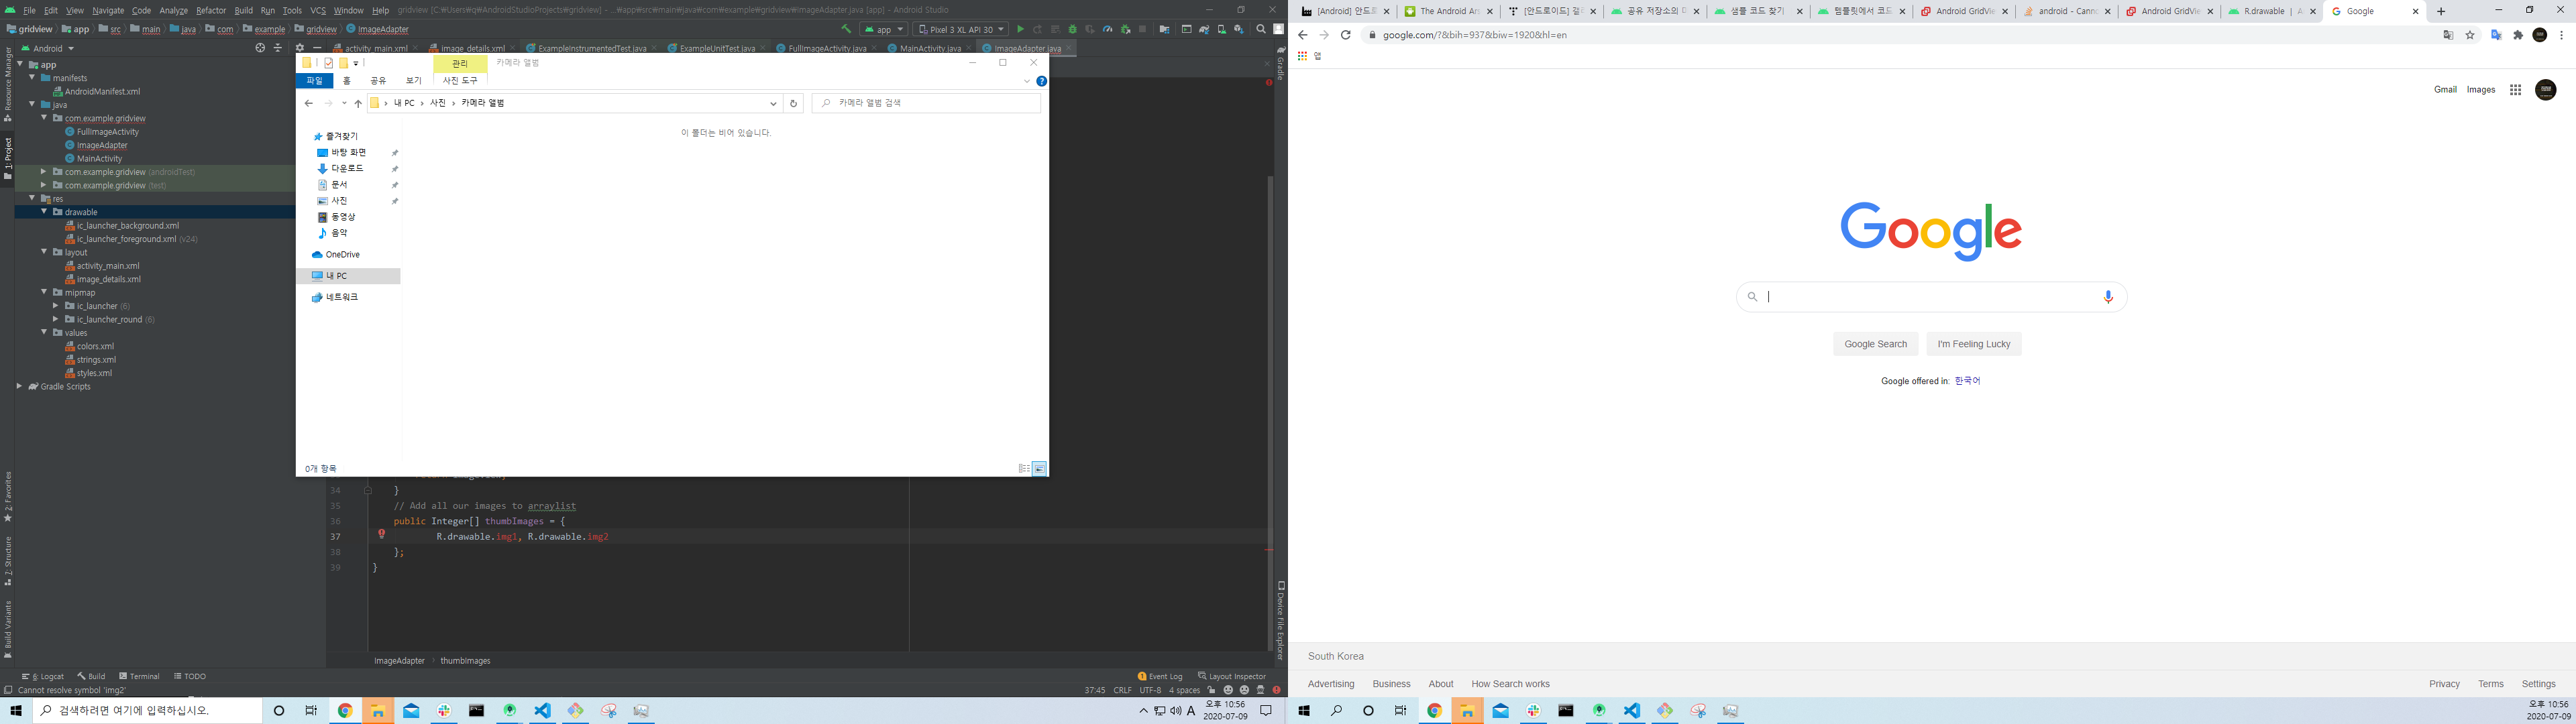 File Edit View Navigate Code Analyze Refactor Build Run Tools VCS Window Help gridview [C:₩Users₩q₩AndroidStudioProjects₩gridview] - ...₩app₩src₩main₩java₩com₩example₩gridview₩ImageAdapter.java [app] - Android Studio
gridview app src main java com example gridview ImageAdapter
app Pixel 3 XL API 30
Android
activity_main.xml image_details.xml ExampleInstrumentedTest.java ExampleUnitTest.java FullImageActivity.java MainActivity.java ImageAdapter.java
Resource Manager
1: Project
2: Favorites
7: Structure
Build Variants
app
manifests
AndroidManifest.xml
java
com.example.gridview
FullImageActivity
ImageAdapter
MainActivity
com.example.gridview (androidTest)
com.example.gridview (test)
res
drawable
ic_launcher_background.xml
ic_launcher_foreground.xml (v24)
layout
activity_main.xml
image_details.xml
mipmap
ic_launcher (6)
ic_launcher_round (6)
values
colors.xml
strings.xml
styles.xml
Gradle Scripts
관리 카메라 앨범
파일 홈 공유 보기 사진 도구
내 PC 사진 카메라 앨범
카메라 앨범 검색
즐겨찾기
바탕 화면
다운로드
문서
사진
동영상
음악
OneDrive
내 PC
네트워크
이 폴더는 비어 있습니다.
0개 항목
34 }
35 // Add all our images to arraylist
36 public Integer[] thumbImages = {
37 R.drawable.img1, R.drawable.img2
38 };
39 }
ImageAdapter thumbImages
Gradle
Device File Explorer
6: Logcat Build Terminal TODO
Event Log Layout Inspector
Cannot resolve symbol 'img2'
37:45 CRLF UTF-8 4 spaces
검색하려면 여기에 입력하십시오.
A 오후 10:56
2020-07-09
[Android] 안드로 The Android Ar [안드로이드] 갤 공유 저장소의 미 샘플 코드 찾기 템플릿에서 코드 Android GridVie android - Canno Android GridVie R.drawable | A Google
google.com/?&bih=937&biw=1920&hl=en
앱
Gmail Images
Google
Google Search I'm Feeling Lucky
Google offered in: 한국어
South Korea
Advertising Business About How Search works
Privacy Terms Settings
오후 10:56
2020-07-09